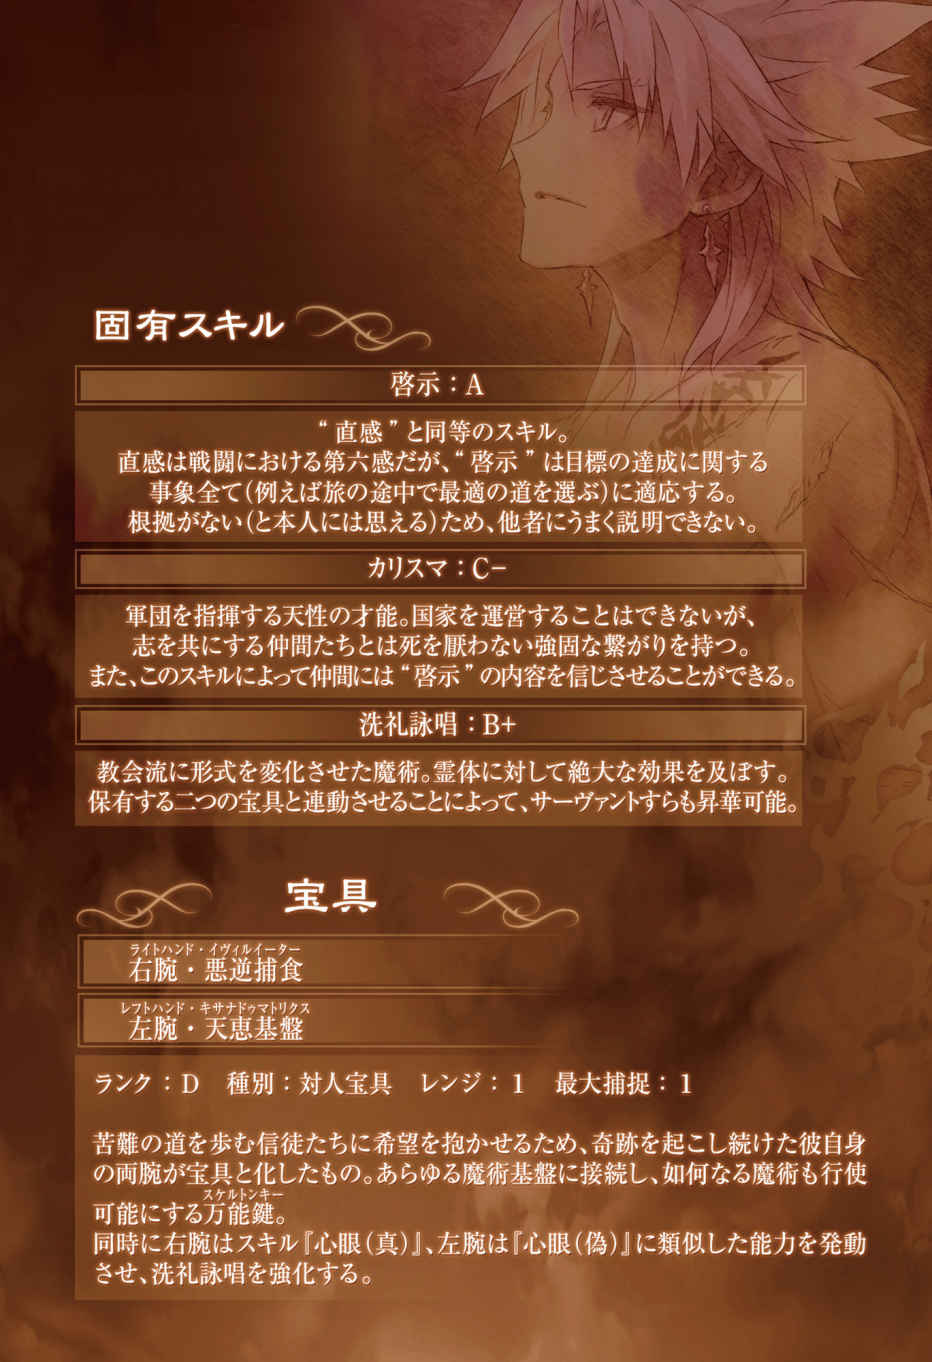 固有スキル
啓示：A
“直感”と同等のスキル。
直感は戦闘における第六感だが、“啓示”は目標の達成に関する
事象全て（例えば旅の途中で最適の道を選ぶ）に適応する。
根拠がない（と本人には思える）ため、他者にうまく説明できない。
カリスマ：C−
軍団を指揮する天性の才能。国家を運営することはできないが、
志を共にする仲間たちとは死を厭わない強固な繋がりを持つ。
また、このスキルによって仲間には“啓示”の内容を信じさせることができる。
洗礼詠唱：B+
教会流に形式を変化させた魔術。霊体に対して絶大な効果を及ぼす。
保有する二つの宝具と連動させることによって、サーヴァントすらも昇華可能。
宝具
ライトハンド・イヴィルイーター
右腕・悪逆捕食
レフトハンド・キサナドゥマトリクス
左腕・天恵基盤
ランク：D　種別：対人宝具　レンジ：1　最大捕捉：1
苦難の道を歩む信徒たちに希望を抱かせるため、奇跡を起こし続けた彼自身
の両腕が宝具と化したもの。あらゆる魔術基盤に接続し、如何なる魔術も行使
スケルトンキー
可能にする万能鍵。
同時に右腕はスキル『心眼（真）』、左腕は『心眼（偽）』に類似した能力を発動
させ、洗礼詠唱を強化する。